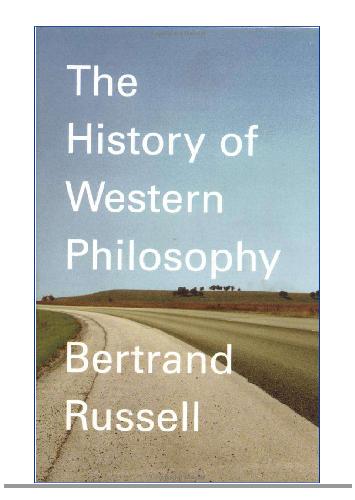 The
History of
Western
Philosophy
Bertrand
Russell